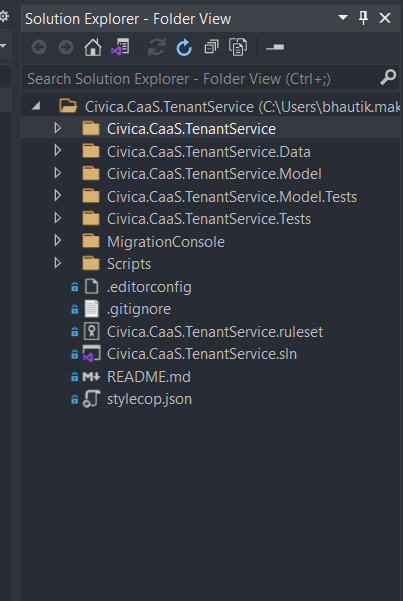 Solution Explorer - Folder View
Search Solution Explorer - Folder View (Ctrl+;)
Civica.CaaS.TenantService (C:\Users\bhautik.mak
Civica.CaaS.TenantService
Civica.CaaS.TenantService.Data
Civica.CaaS.TenantService.Model
Civica.CaaS.TenantService.Model.Tests
Civica.CaaS.TenantService.Tests
MigrationConsole
Scripts
.editorconfig
.gitignore
Civica.CaaS.TenantService.ruleset
Civica.CaaS.TenantService.sln
README.md
stylecop.json